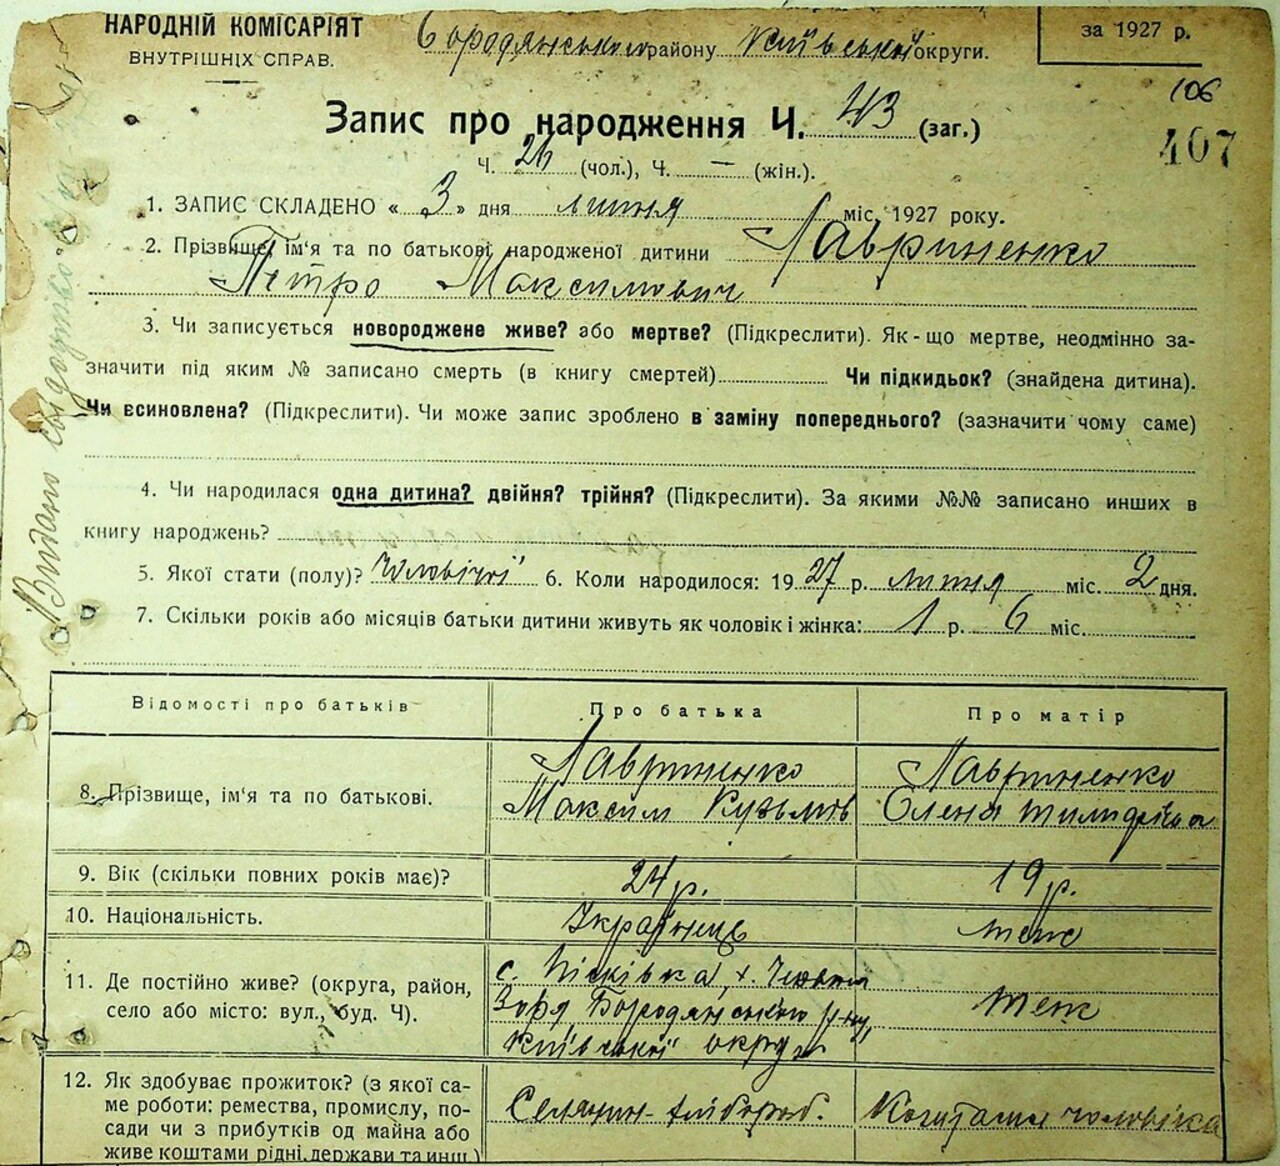 НАРОДНІЙ КОМІСАРІЯТ
ВНУТРІШНІХ СПРАВ.
Бородянського району Київської округи.
за 1927 р.
106
407
Запис про народження Ч. 43 (заг.)
Ч. 26 (чол.), Ч. — (жін.).
1. ЗАПИС СКЛАДЕНО « 3 » дня липня міс. 1927 року.
2. Прізвище, ім'я та по батькові народженої дитини Лавриненко
Петро Максимович
3. Чи записується новороджене живе? або мертве? (Підкреслити). Як-що мертве, неодмінно за-
значити під яким № записано смерть (в книгу смертей) Чи підкидьок? (знайдена дитина).
Чи всиновлена? (Підкреслити). Чи може запис зроблено в заміну попереднього? (зазначити чому саме)
4. Чи народилася одна дитина? двійня? трійня? (Підкреслити). За якими №№ записано инших в
книгу народжень?
5. Якої стати (полу)? Чоловічої 6. Коли народилось: 1927 р. липня міс. 2 дня.
7. Скільки років або місяців батьки дитини живуть як чоловік і жінка: 1 р. 6 міс.
Відомості про батьків Про батька Про матір
8. Прізвище, ім'я та по батькові.
Лавриненко
Максим Кузьмів
Лавриненко
Олена
9. Вік (скільки повних років має)? 24 р. 19 р.
10. Національність. Українець теж
11. Де постійно живе? (округа, район,
село або місто: вул., буд. Ч).
с. Пісківка, х.
Зоря Бородянського р-ну,
Київської округи
теж
12. Як здобуває прожиток? (з якої са-
ме роботи: ремества, промислу, по-
сади чи з прибутків од майна або
живе коштами рідні, держави та инш.)
Селянин-хлібороб.
Коштами чоловіка
Видано